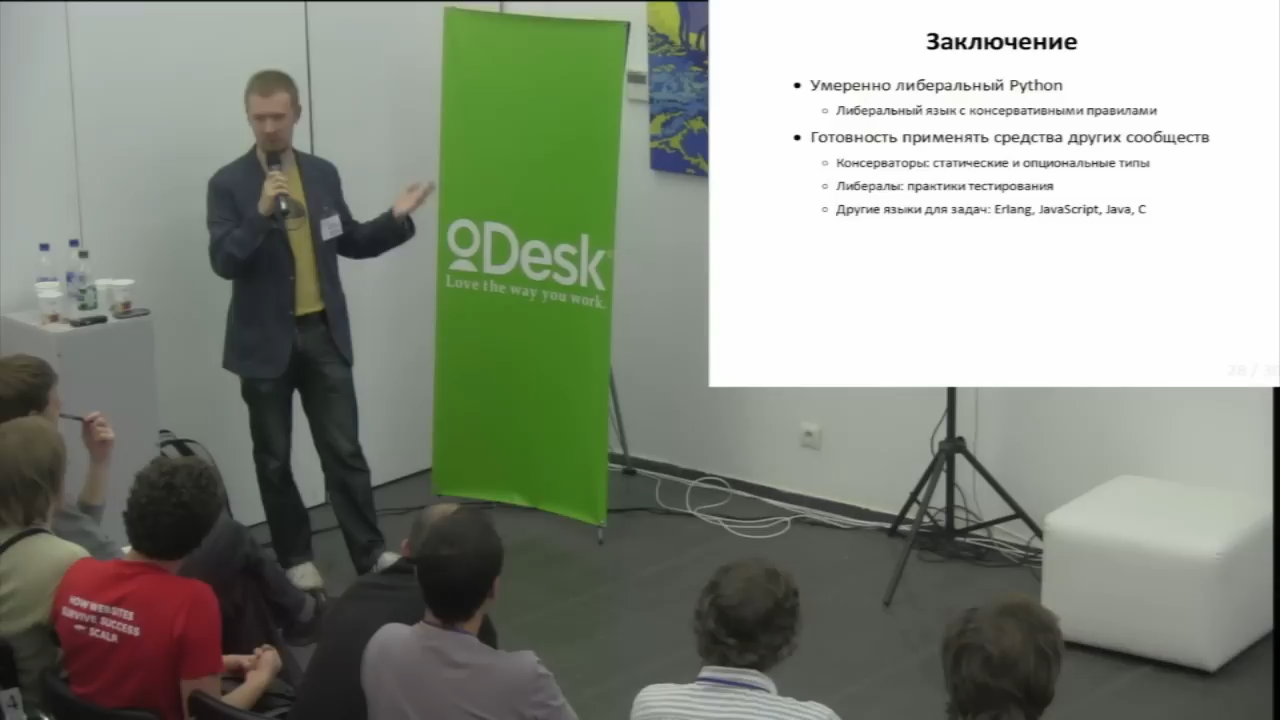 Заключение
Умеренно либеральный Python
Либеральный язык с консервативными правилами
Готовность применять средства других сообществ
Консерваторы: статические и опциональные типы
Либералы: практики тестирования
Другие языки для задач: Erlang, JavaScript, Java, C
oDesk
Love the way you work.
HOW WEBSITES
SURVIVE SUCCESS
SCALA